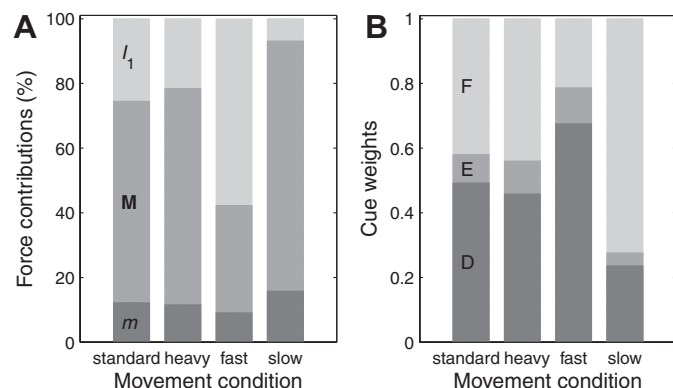 A
Force contributions (%)
100
80
60
40
20
0
l1
M
m
standard heavy fast slow
Movement condition
B
Cue weights
1
0.8
0.6
0.4
0.2
0
F
E
D
standard heavy fast slow
Movement condition